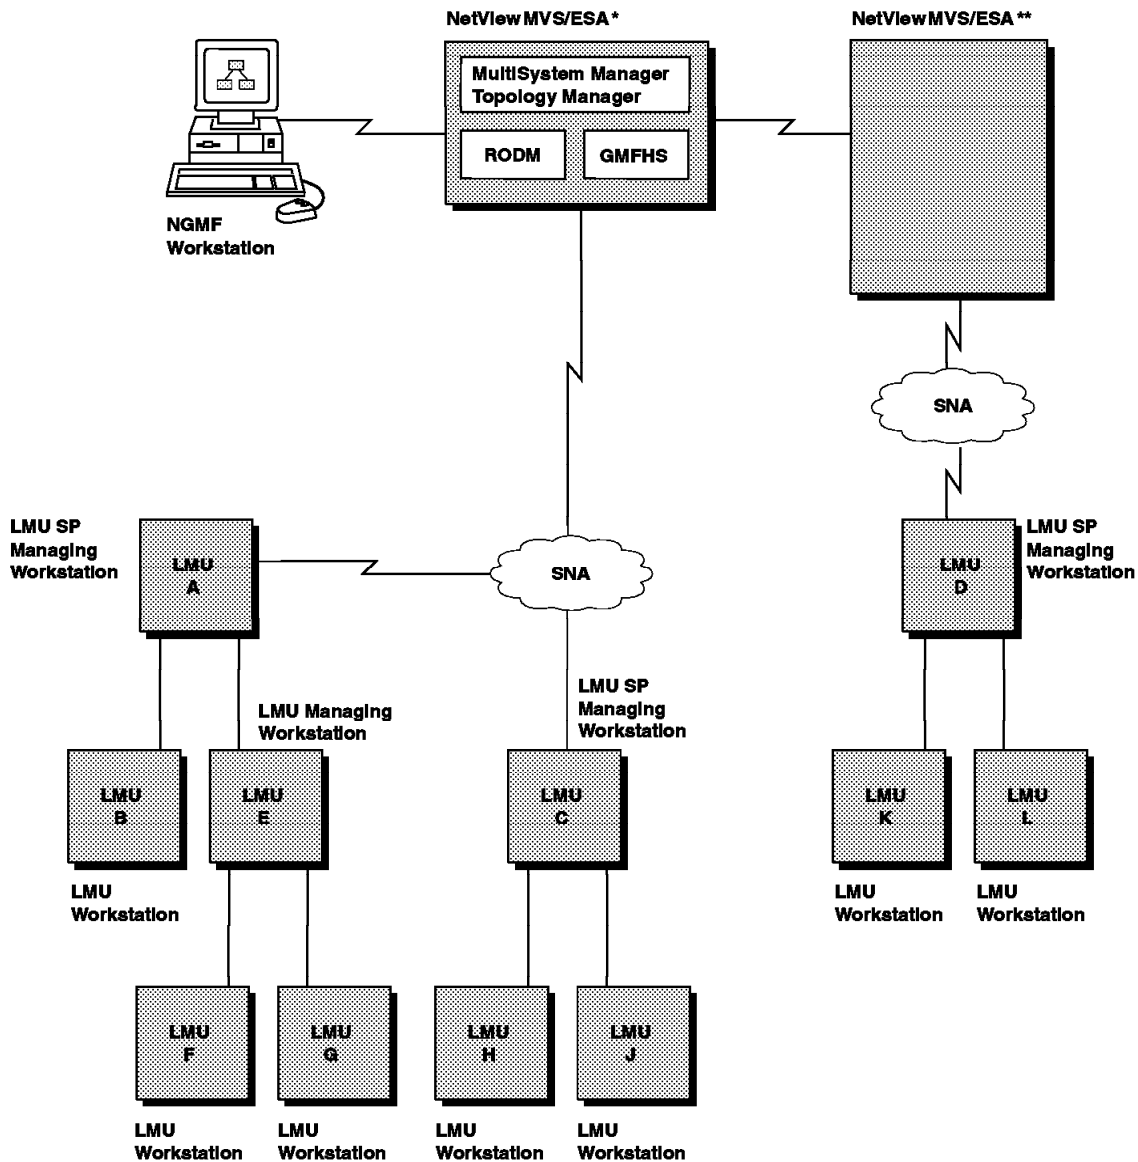 NetView MVS/ESA *
NetView MVS/ESA **
MultiSystem Manager
Topology Manager
RODM
GMFHS
NGMF
Workstation
SNA
LMU SP
Managing
Workstation
LMU
A
SNA
LMU
D
LMU SP
Managing
Workstation
LMU SP
Managing
Workstation
LMU Managing
Workstation
LMU
B
LMU
E
LMU
C
LMU
K
LMU
L
LMU
Workstation
LMU
Workstation
LMU
Workstation
LMU
F
LMU
G
LMU
H
LMU
J
LMU
Workstation
LMU
Workstation
LMU
Workstation
LMU
Workstation